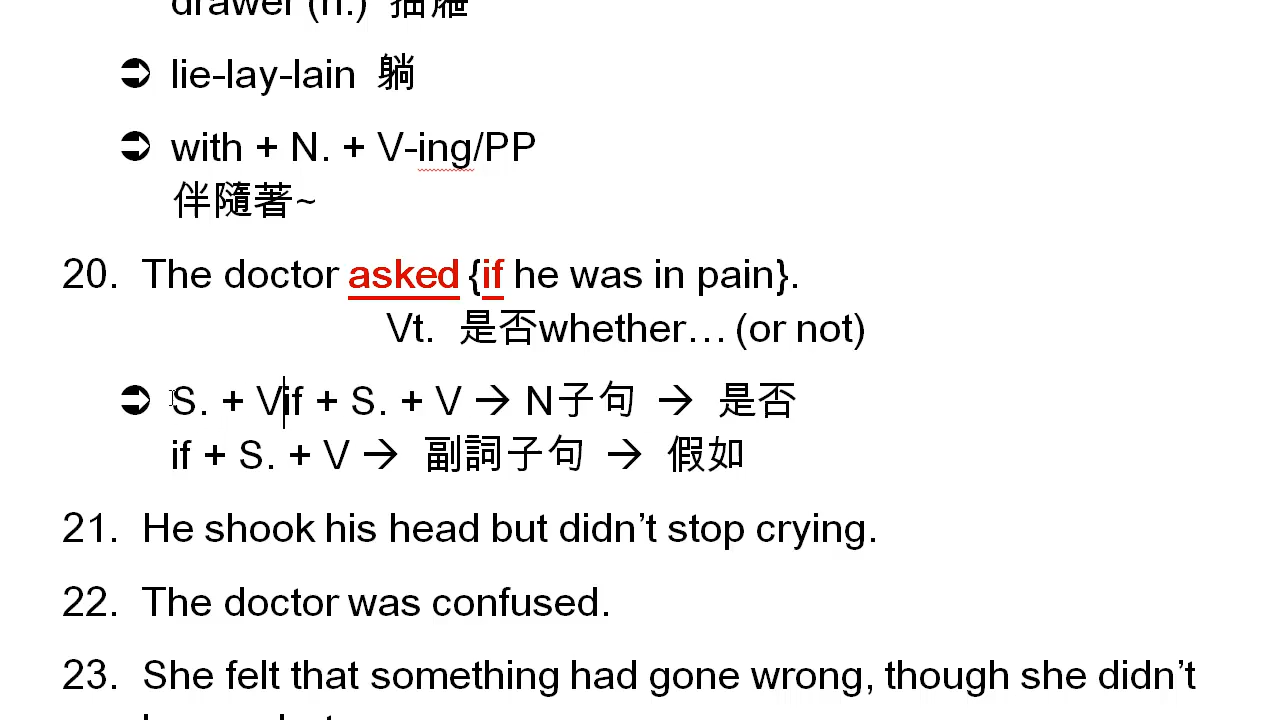 drawer (n.) 抽屜
➲ lie-lay-lain 躺
➲ with + N. + V-ing/PP
伴隨著~
20. The doctor asked {if he was in pain}.
Vt. 是否whether… (or not)
➲ S. + Vif + S. + V → N子句 → 是否
if + S. + V → 副詞子句 → 假如
21. He shook his head but didn’t stop crying.
22. The doctor was confused.
23. She felt that something had gone wrong, though she didn’t